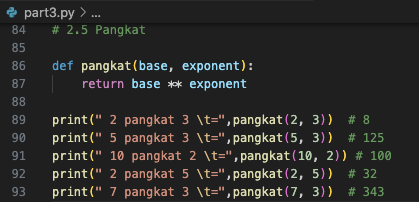 part3.py > ...
84 # 2.5 Pangkat
85
86 def pangkat(base, exponent):
87     return base ** exponent
88
89 print(" 2 pangkat 3 \t=",pangkat(2, 3))  # 8
90 print(" 5 pangkat 3 \t=",pangkat(5, 3))  # 125
91 print(" 10 pangkat 2 \t=",pangkat(10, 2)) # 100
92 print(" 2 pangkat 5 \t=",pangkat(2, 5))  # 32
93 print(" 7 pangkat 3 \t=",pangkat(7, 3))  # 343